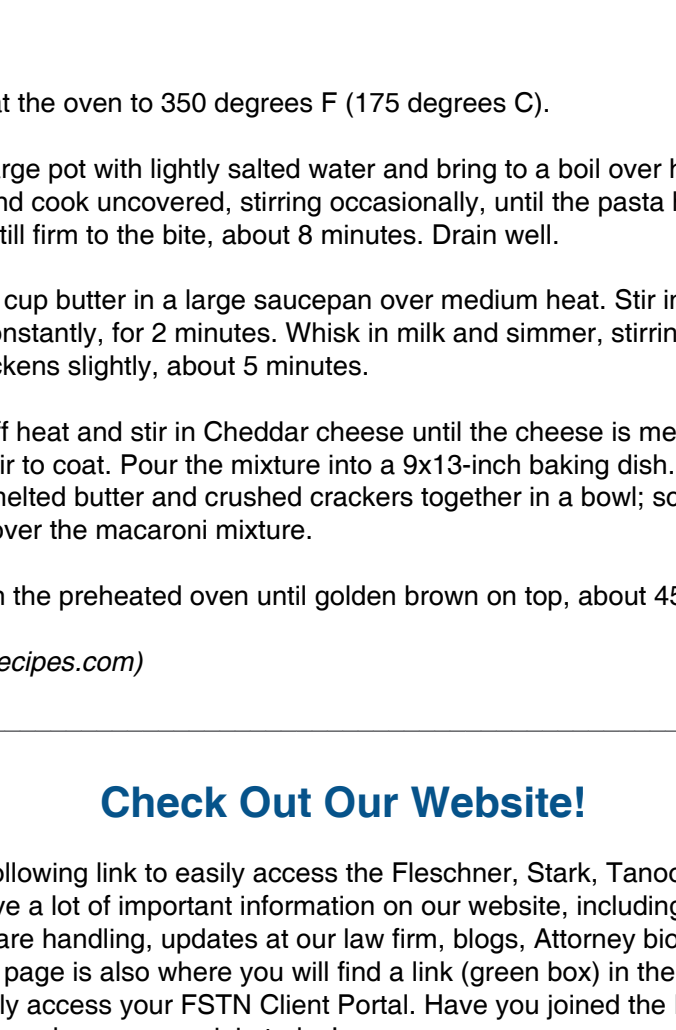 at the oven to 350 degrees F (175 degrees C).
arge pot with lightly salted water and bring to a boil over h
nd cook uncovered, stirring occasionally, until the pasta
till firm to the bite, about 8 minutes. Drain well.
cup butter in a large saucepan over medium heat. Stir in
onstantly, for 2 minutes. Whisk in milk and simmer, stirrin
ckens slightly, about 5 minutes.
ff heat and stir in Cheddar cheese until the cheese is me
ir to coat. Pour the mixture into a 9x13-inch baking dish.
melted butter and crushed crackers together in a bowl; sc
over the macaroni mixture.
n the preheated oven until golden brown on top, about 45
ecipes.com)
Check Out Our Website!
ollowing link to easily access the Fleschner, Stark, Tanoo
ve a lot of important information on our website, including
are handling, updates at our law firm, blogs, Attorney bio
page is also where you will find a link (green box) in the
ly access your FSTN Client Portal. Have you joined the